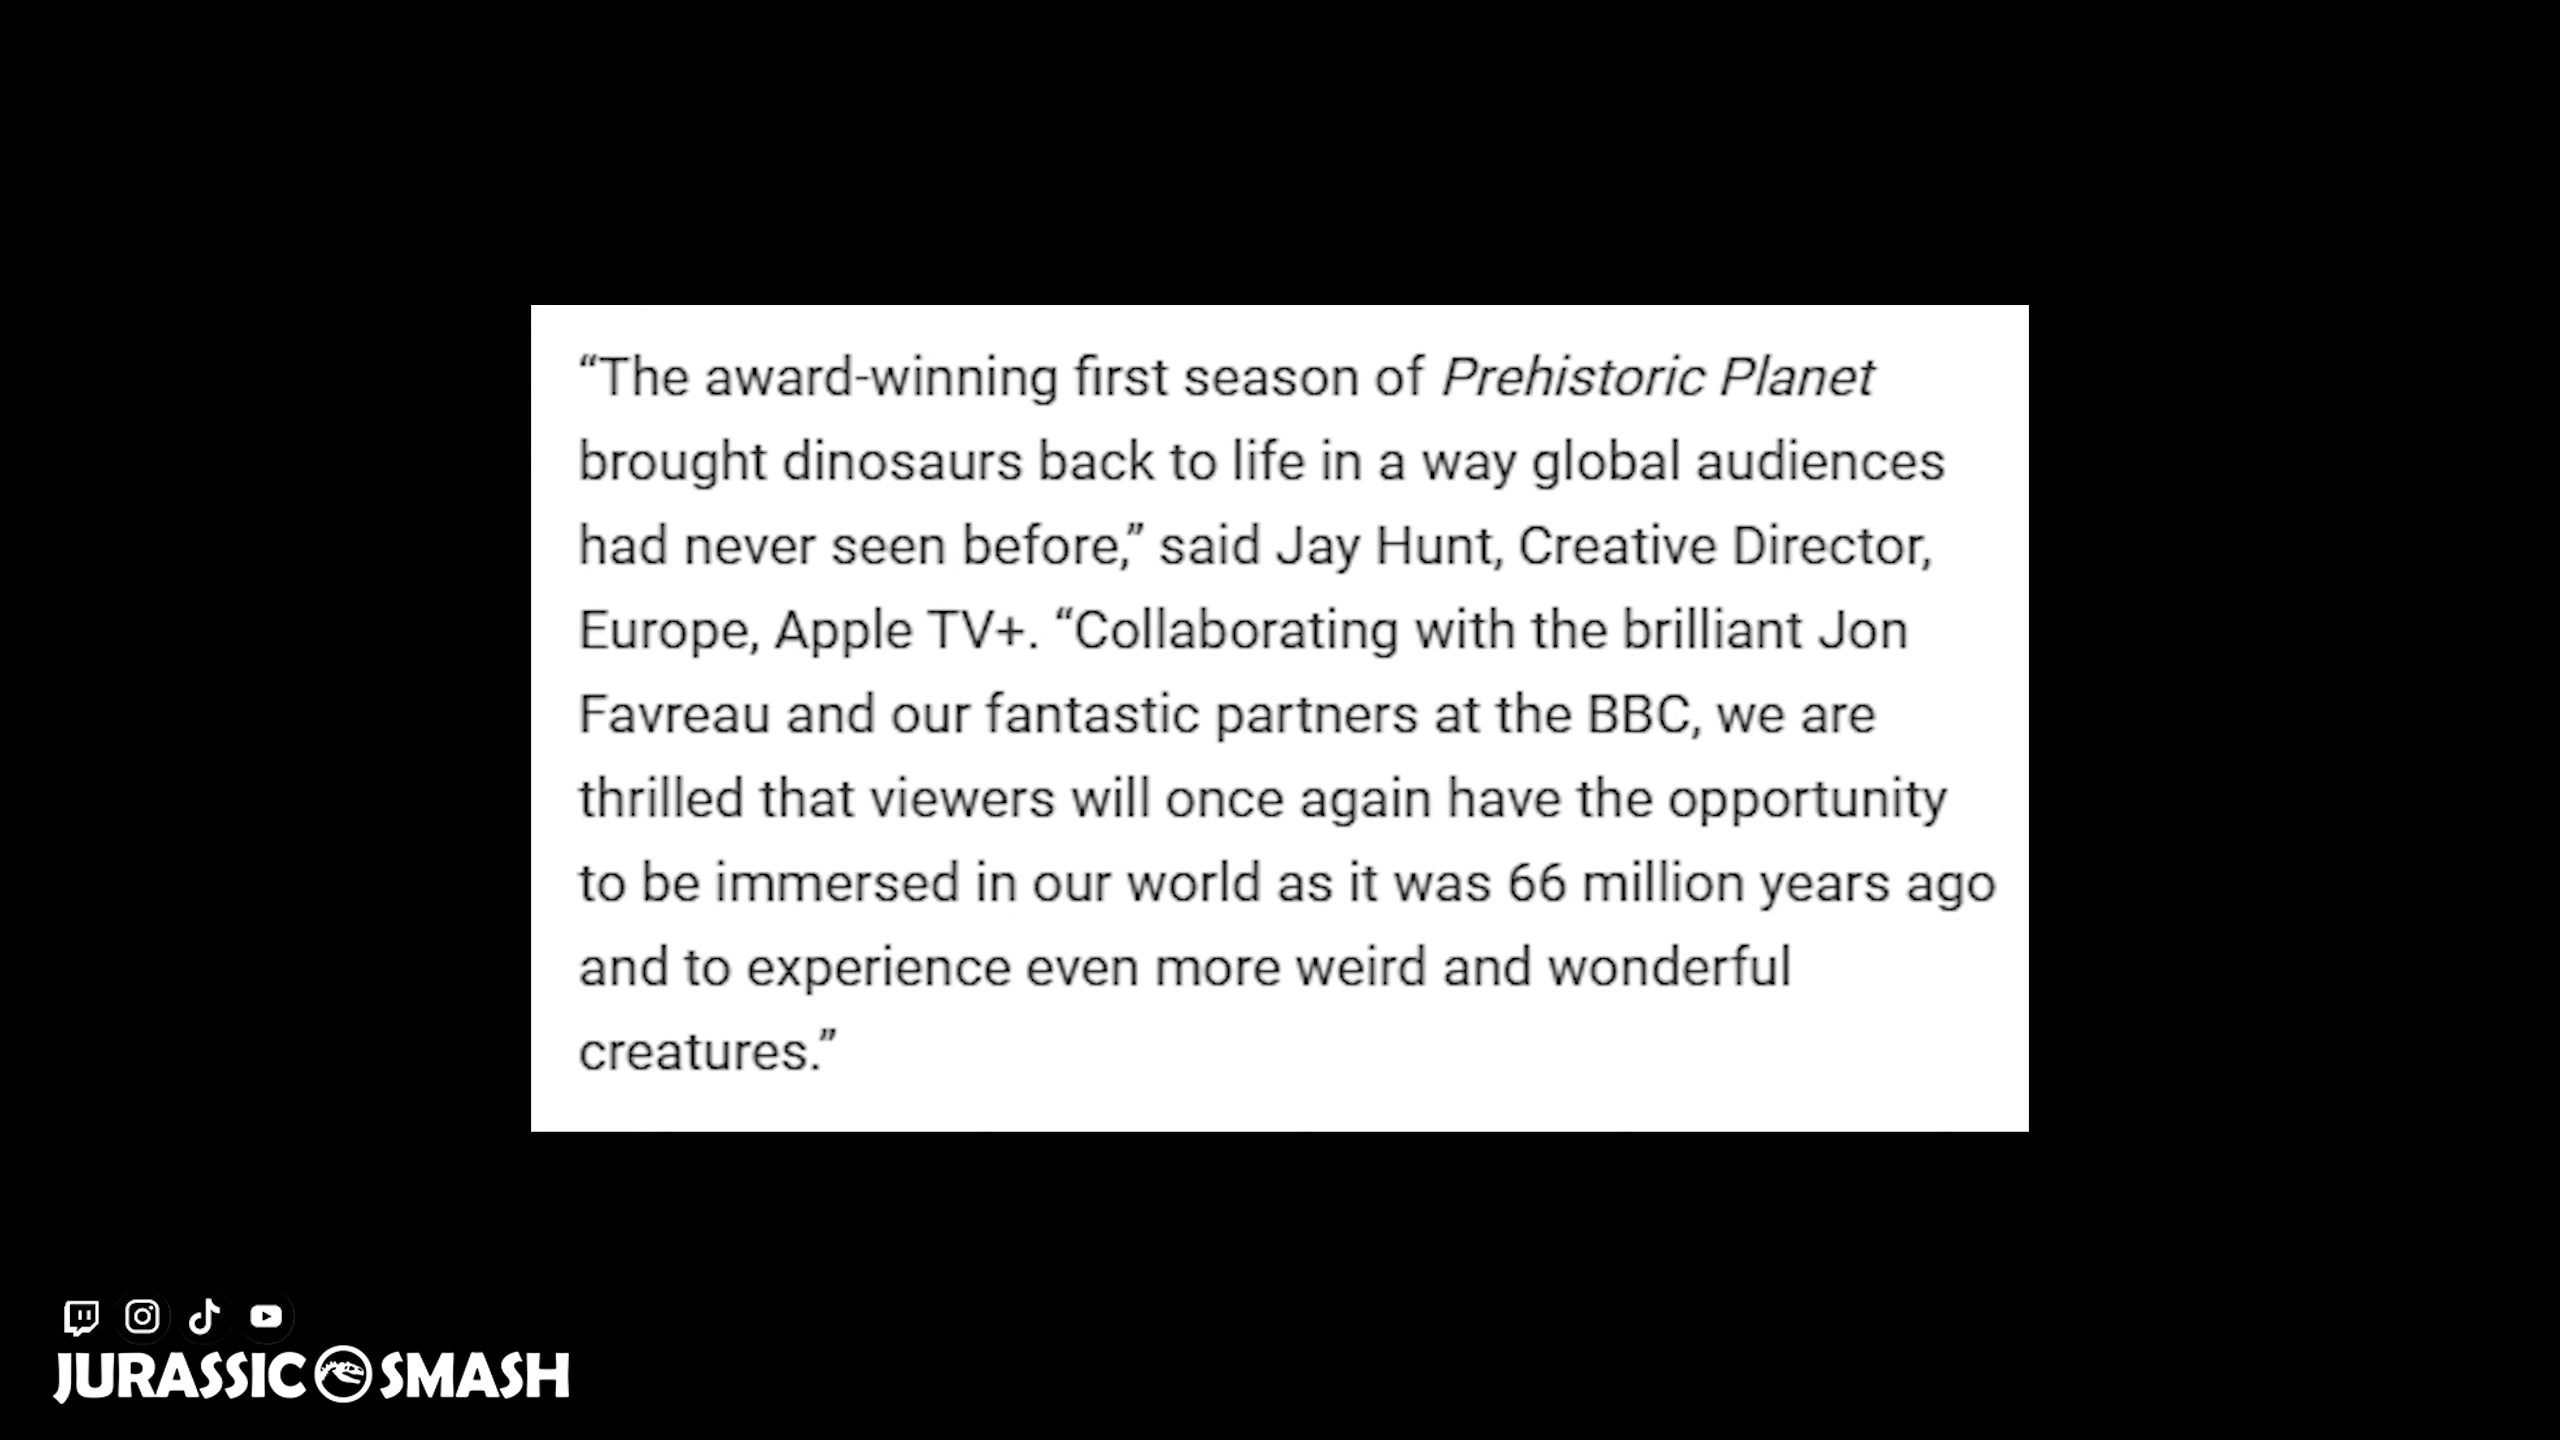 “The award-winning first season of Prehistoric Planet
brought dinosaurs back to life in a way global audiences
had never seen before,” said Jay Hunt, Creative Director,
Europe, Apple TV+. “Collaborating with the brilliant Jon
Favreau and our fantastic partners at the BBC, we are
thrilled that viewers will once again have the opportunity
to be immersed in our world as it was 66 million years ago
and to experience even more weird and wonderful
creatures.”
JURASSIC SMASH